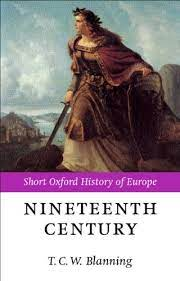 Short Oxford History of Europe
NINETEENTH
CENTURY
T. C. W. Blanning